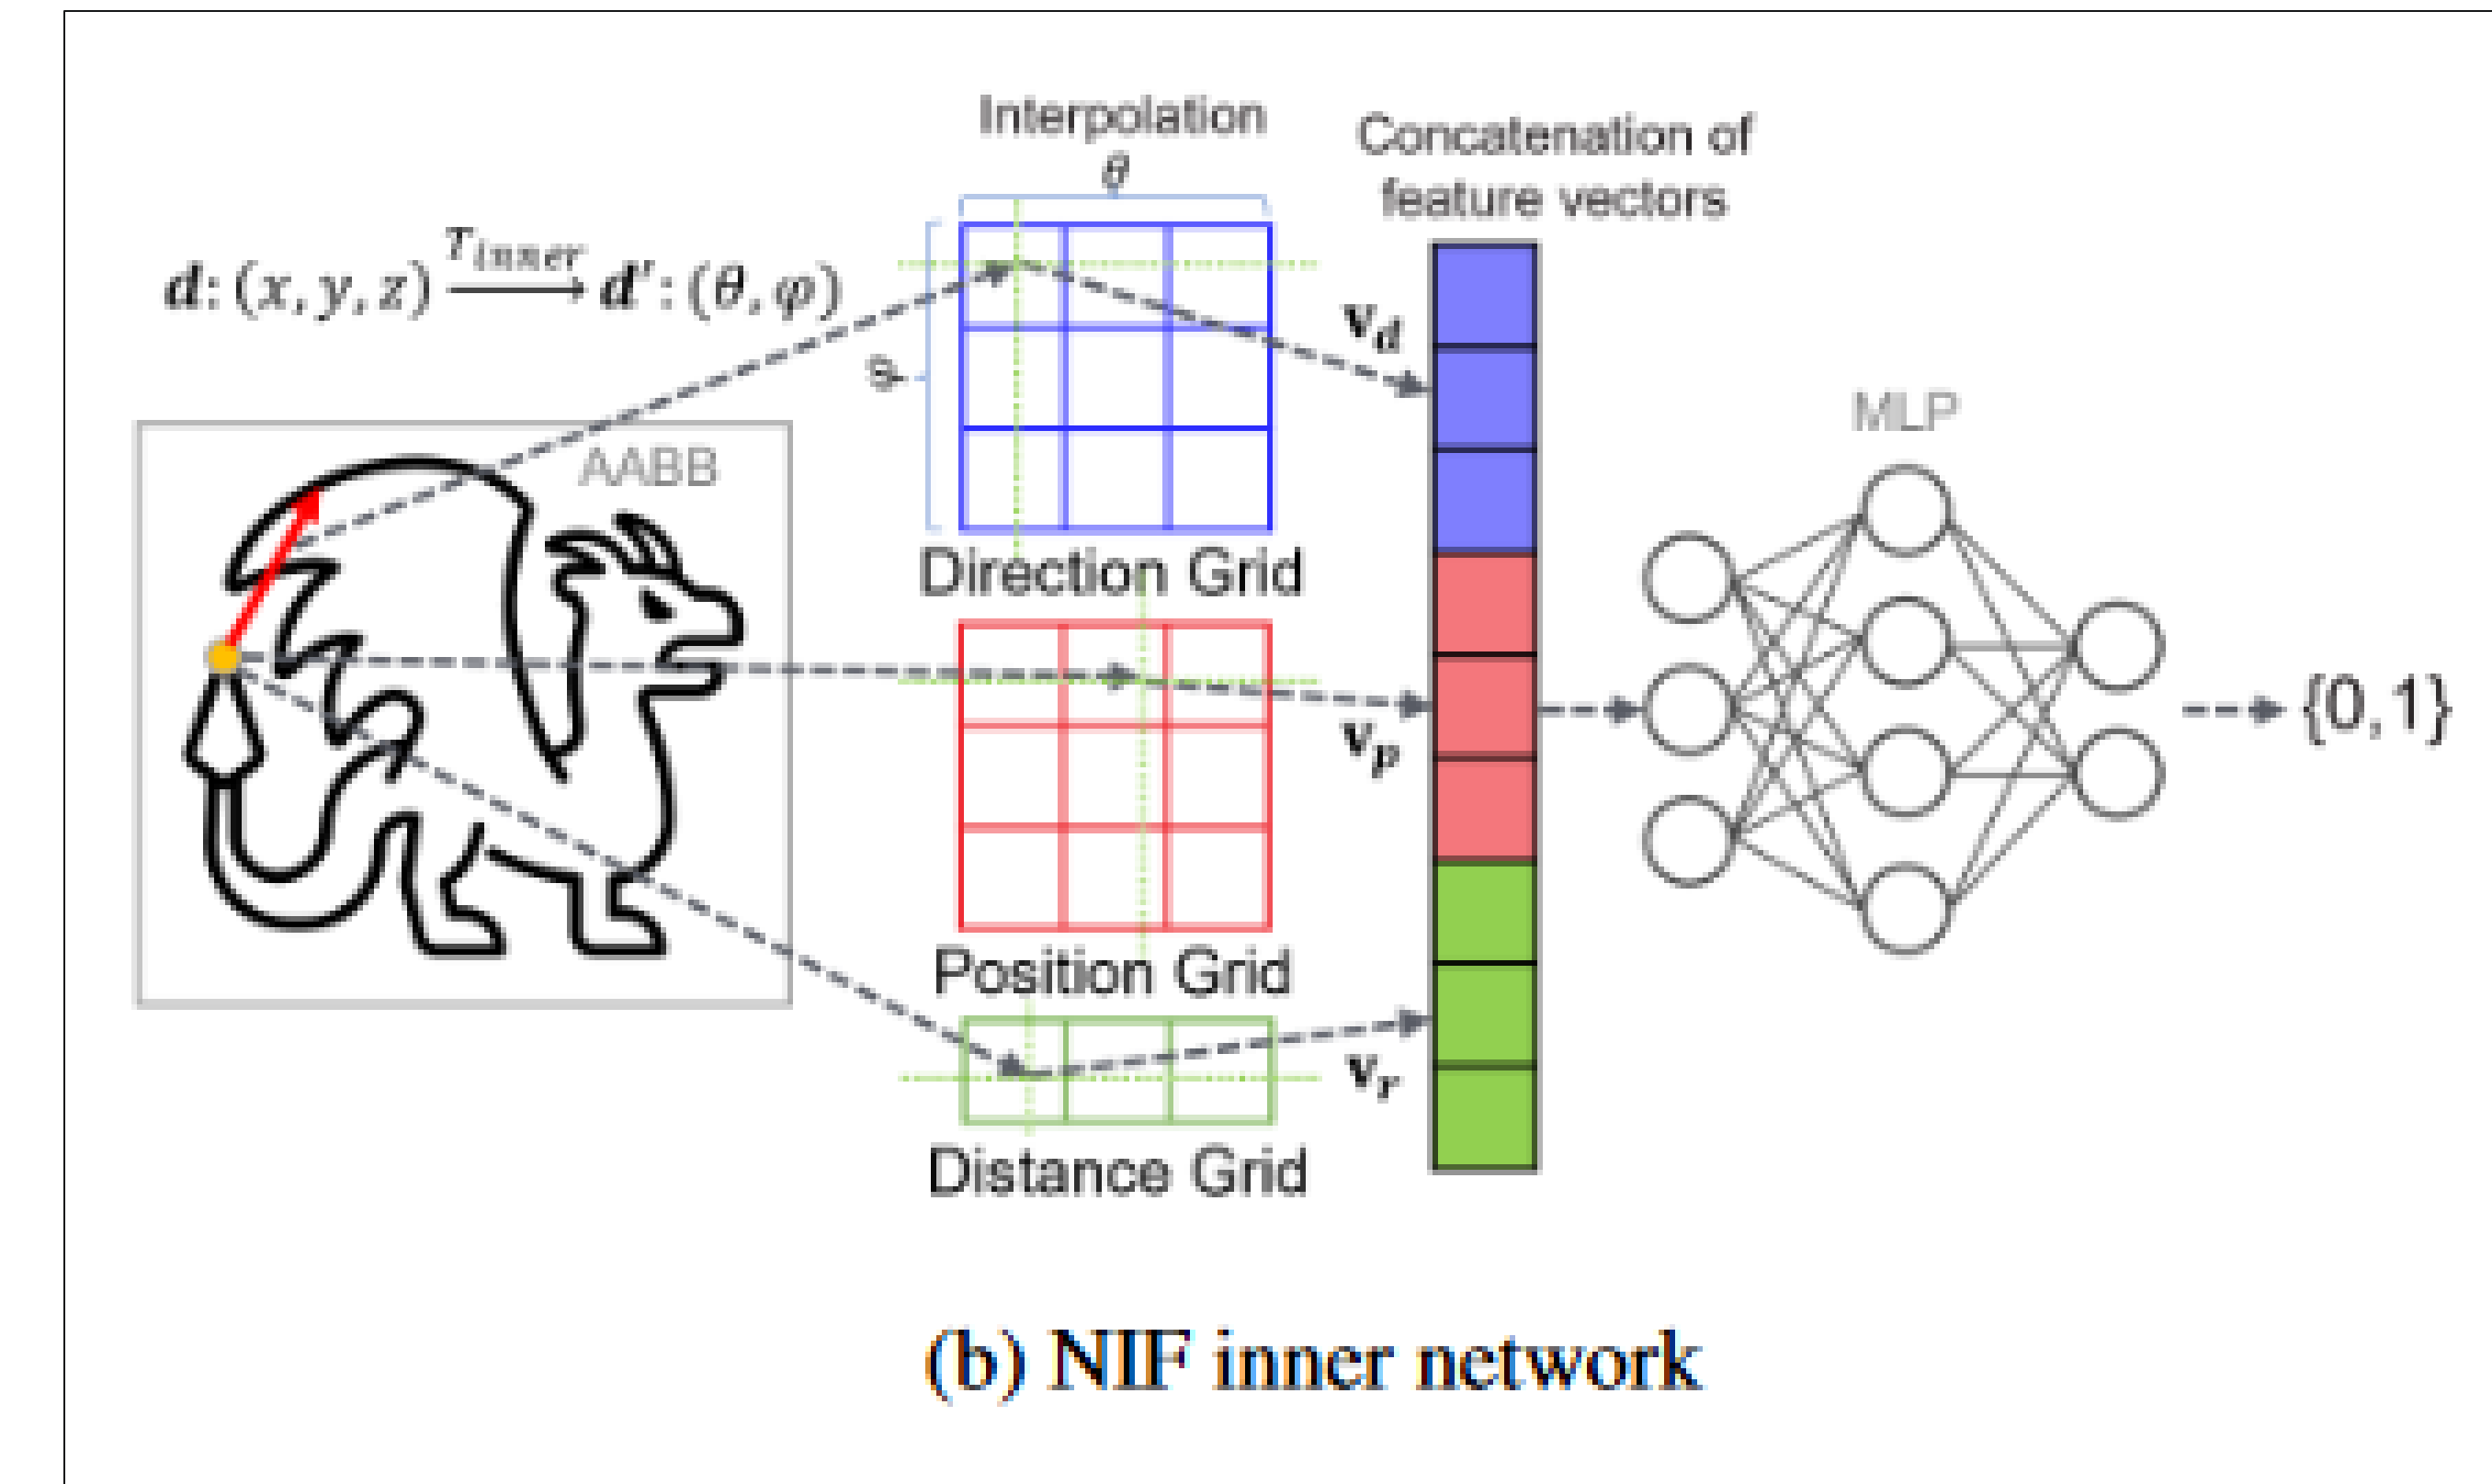 Interpolation
θ
Concatenation of
feature vectors
d: (x, y, z) T_inner → d′: (θ, φ)
φ
v_d
AABB
MLP
Direction Grid
v_p
{0,1}
Position Grid
v_r
Distance Grid
(b) NIF inner network